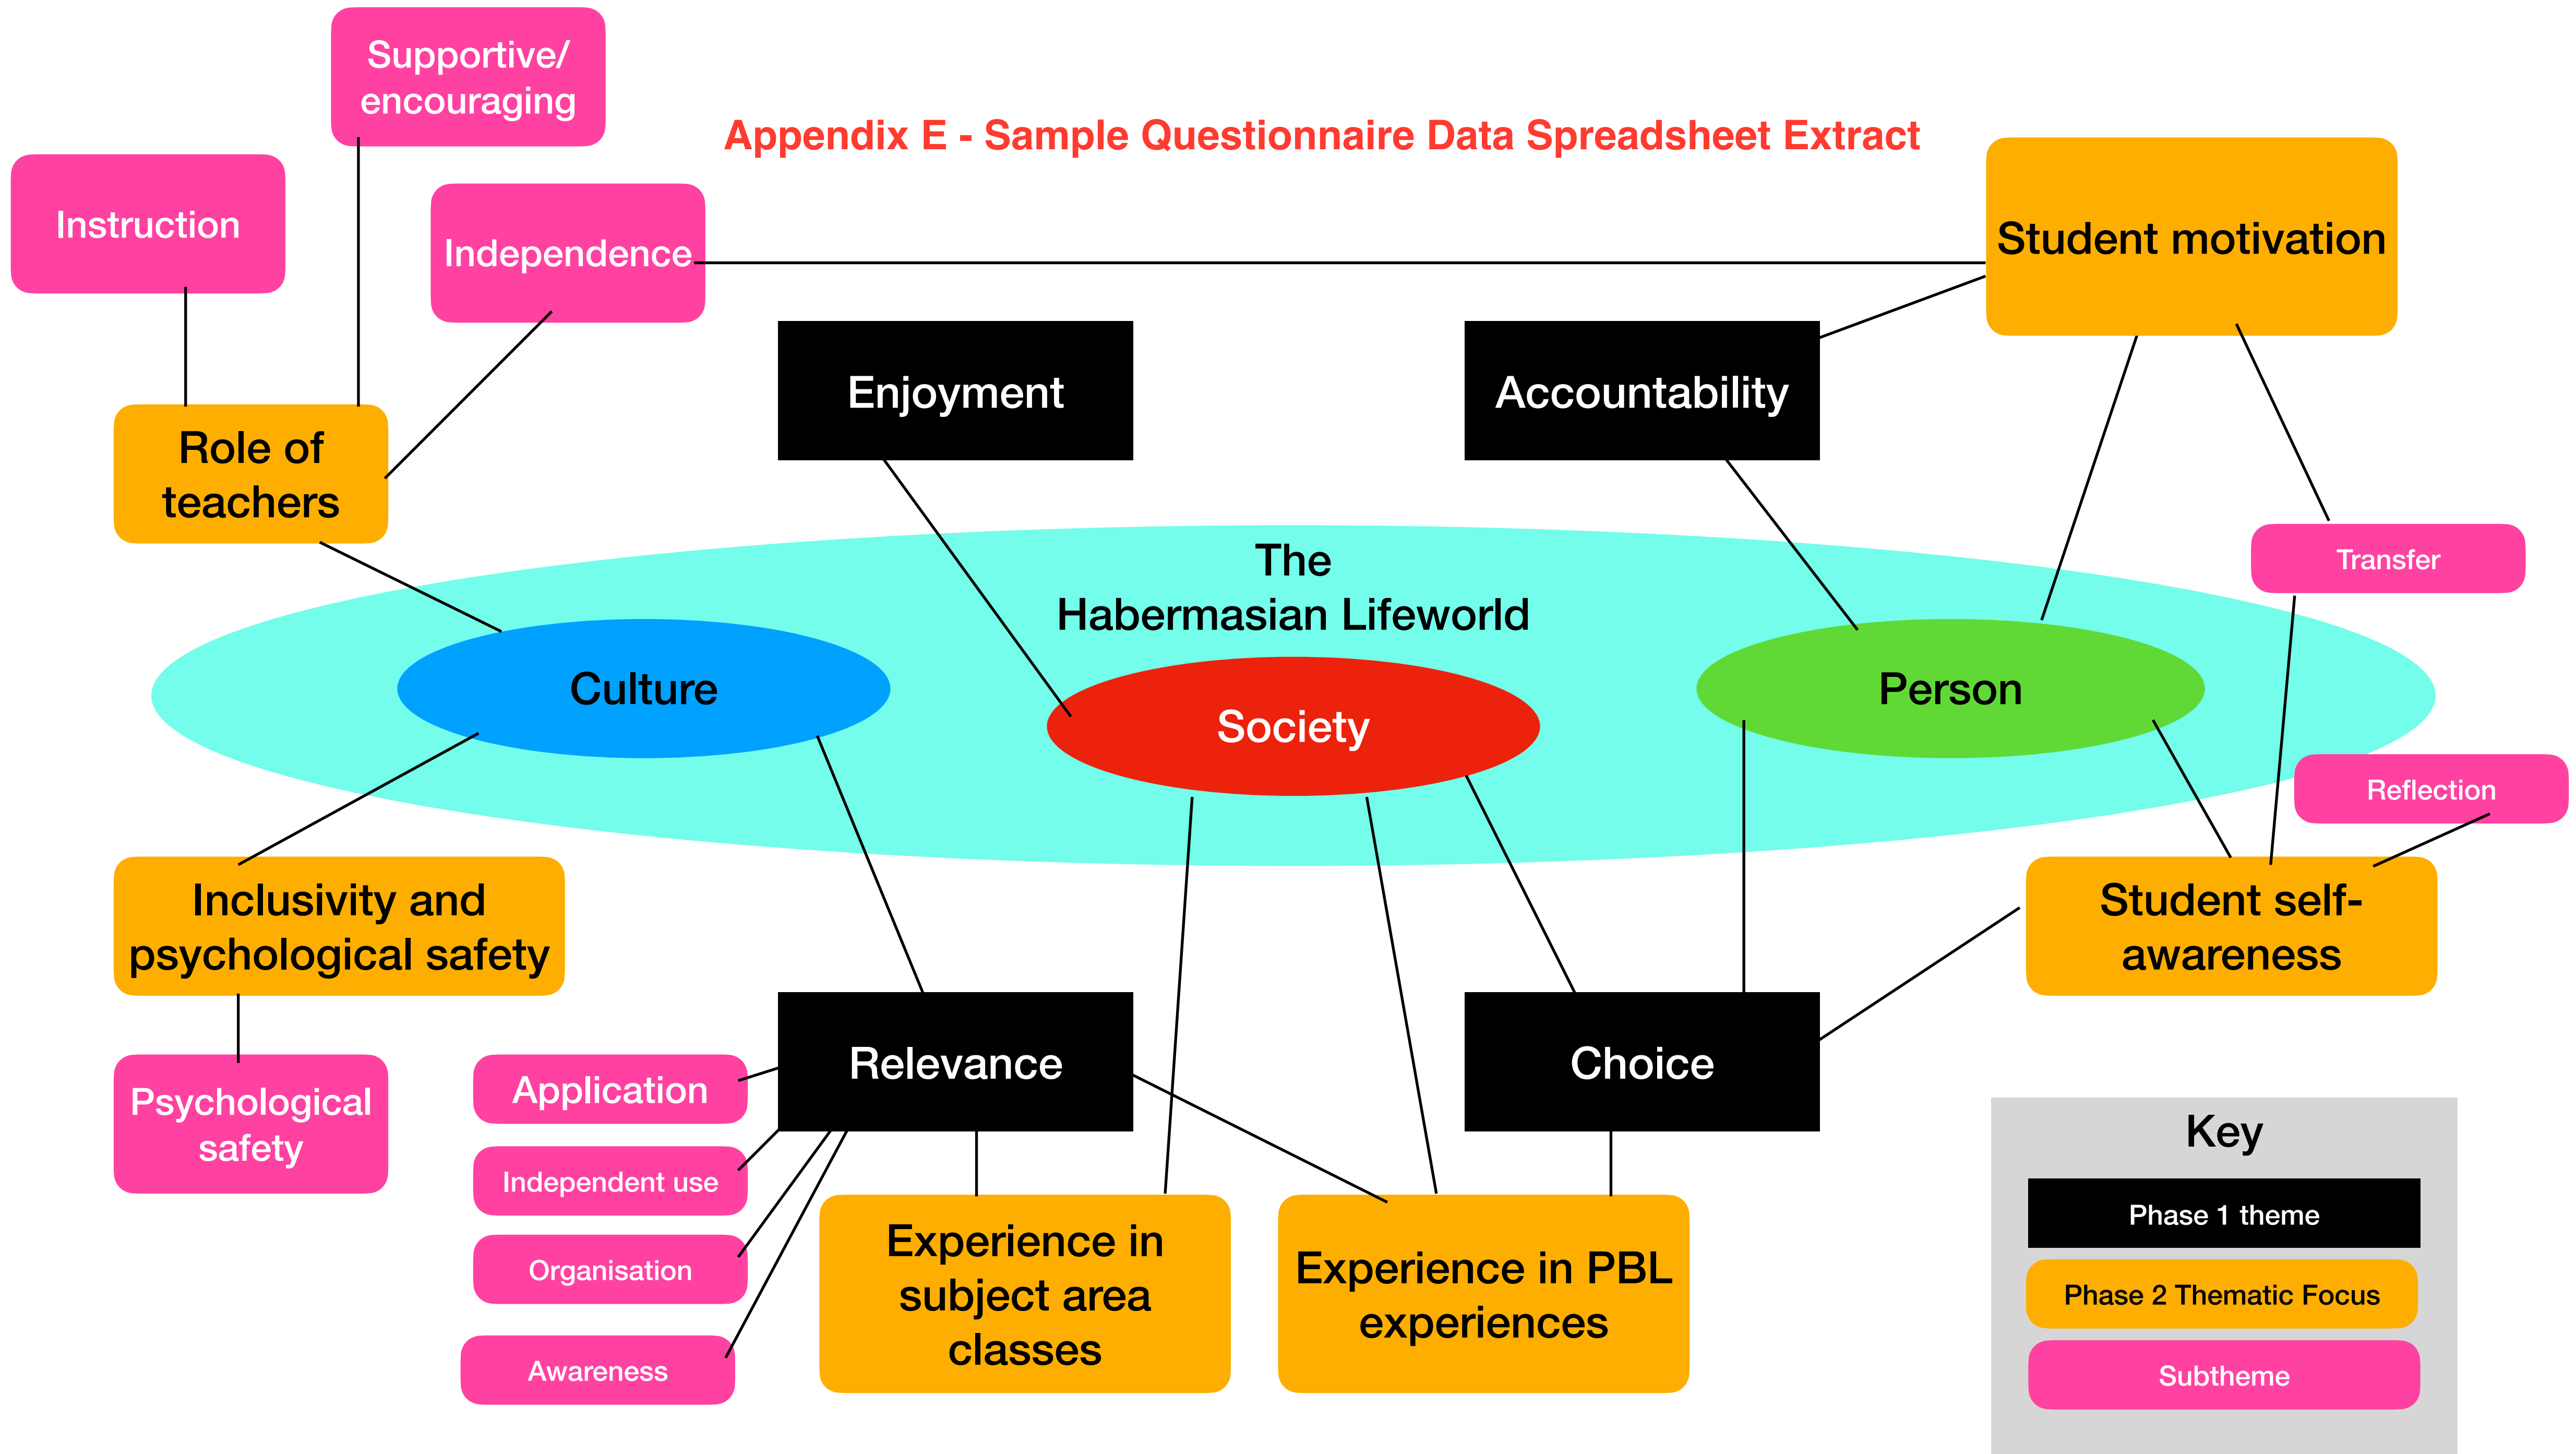 Supportive/
encouraging
Appendix E - Sample Questionnaire Data Spreadsheet Extract
Instruction
Independence
Student motivation
Enjoyment
Accountability
Role of
teachers
The
Habermasian Lifeworld
Transfer
Culture
Society
Person
Reflection
Inclusivity and
psychological safety
Student self-
awareness
Relevance
Choice
Psychological
safety
Application
Independent use
Organisation
Awareness
Experience in
subject area
classes
Experience in PBL
experiences
Key
Phase 1 theme
Phase 2 Thematic Focus
Subtheme